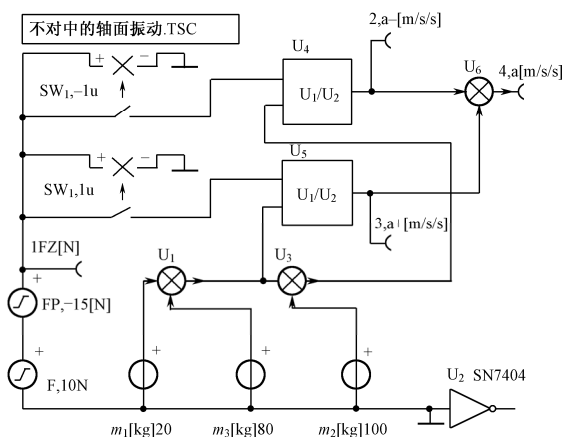 不对中的轴面振动.TSC
2,a−[m/s/s]
U4
U6
4,a[m/s/s]
+ −
SW1,−1u
U1/U2
U5
+ −
SW1,1u
U1/U2
3,a+[m/s/s]
1FZ[N]
+
U1
U3
FP,−15[N]
+
+
+
+
F,10N
U2 SN7404
m1[kg]20
m3[kg]80
m2[kg]100